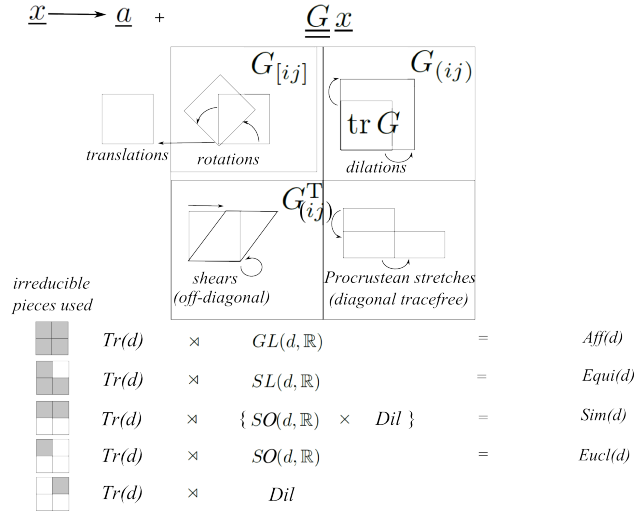 x → a + G x
G[ij] G(ij)
tr G
translations rotations dilations
G(ij)^T
shears Procrustean stretches
(off-diagonal) (diagonal tracefree)
irreducible
pieces used
Tr(d) ⋊ GL(d, ℝ) = Aff(d)
Tr(d) ⋊ SL(d, ℝ) = Equi(d)
Tr(d) ⋊ { SO(d, ℝ) × Dil } = Sim(d)
Tr(d) ⋊ SO(d, ℝ) = Eucl(d)
Tr(d) ⋊ Dil